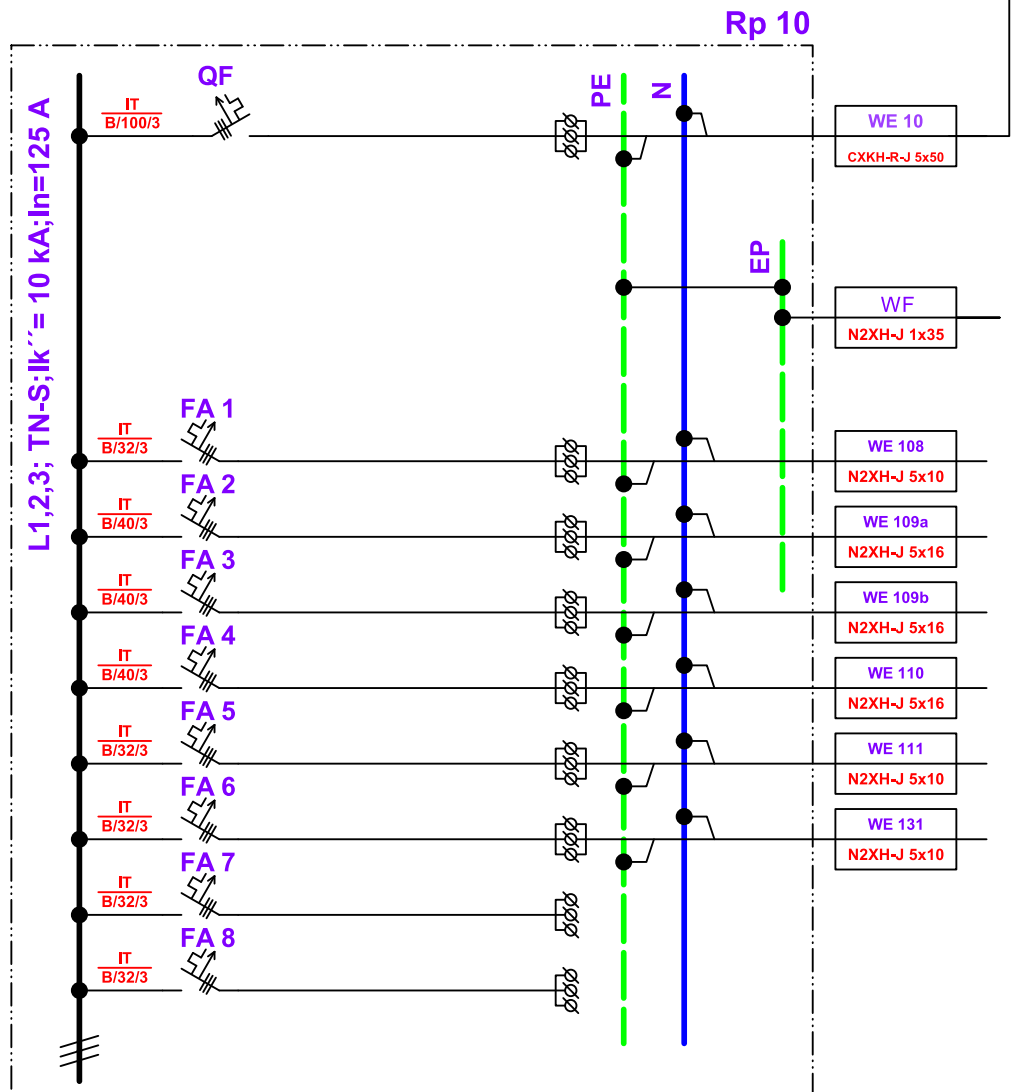 Rp 10
L1,2,3; TN-S;Ik´´= 10 kA;In=125 A
QF
IT
B/100/3
PE
N
WE 10
CXKH-R-J 5x50
EP
WF
N2XH-J 1x35
FA 1
IT
B/32/3
WE 108
N2XH-J 5x10
FA 2
IT
B/40/3
WE 109a
N2XH-J 5x16
FA 3
IT
B/40/3
WE 109b
N2XH-J 5x16
FA 4
IT
B/40/3
WE 110
N2XH-J 5x16
FA 5
IT
B/32/3
WE 111
N2XH-J 5x10
FA 6
IT
B/32/3
WE 131
N2XH-J 5x10
FA 7
IT
B/32/3
FA 8
IT
B/32/3